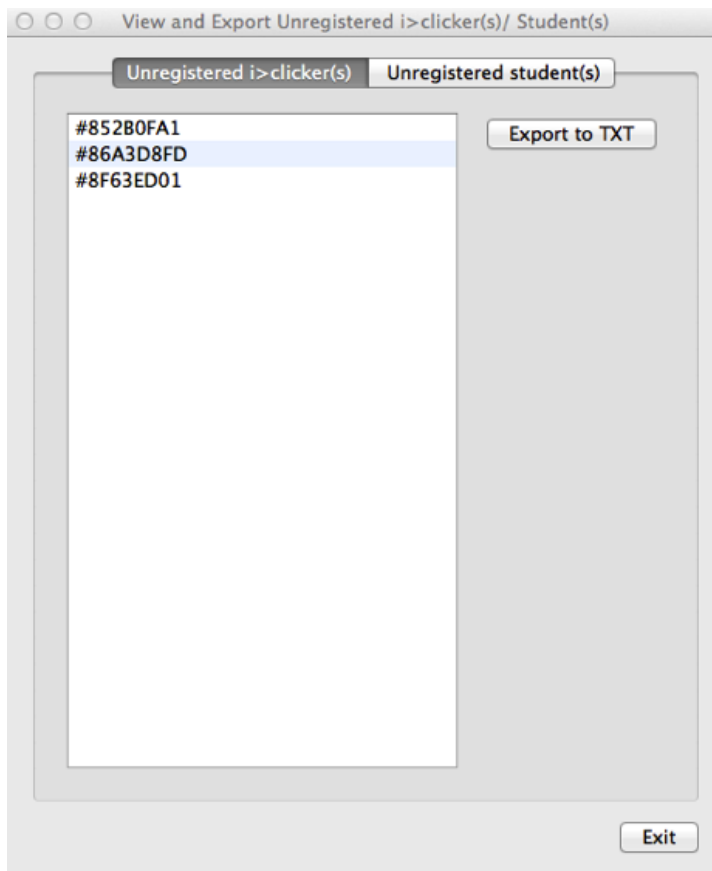 View and Export Unregistered i>clicker(s)/ Student(s)
Unregistered i>clicker(s) Unregistered student(s)
#852B0FA1
Export to TXT
#86A3D8FD
#8F63ED01
Exit